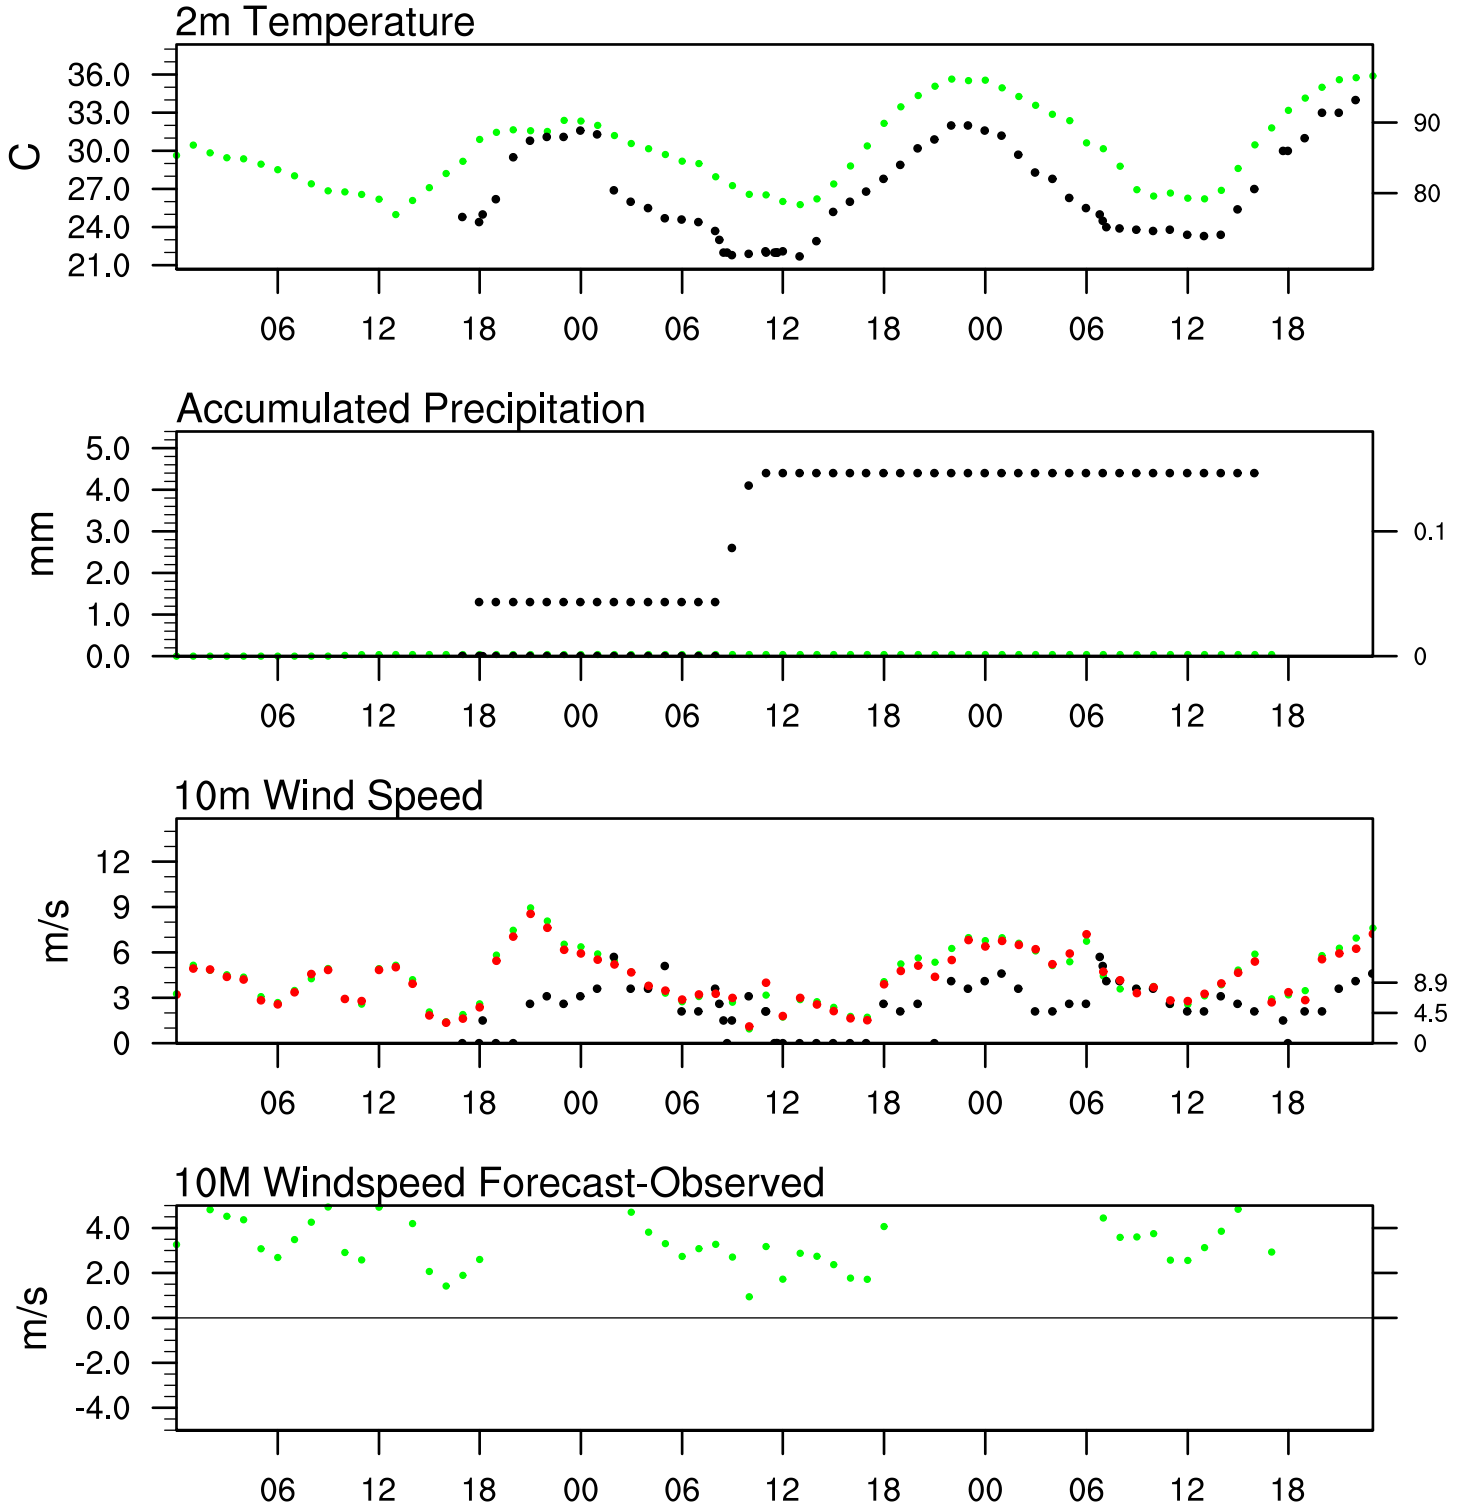 2m Temperature
36.0
33.0
30.0
27.0
24.0
21.0
C
90
80
06 12 18 00 06 12 18 00 06 12 18
Accumulated Precipitation
5.0
4.0
3.0
2.0
1.0
0.0
mm
0.1
0
06 12 18 00 06 12 18 00 06 12 18
10m Wind Speed
12
9
6
3
0
m/s
8.9
4.5
0
06 12 18 00 06 12 18 00 06 12 18
10M Windspeed Forecast-Observed
4.0
2.0
0.0
-2.0
-4.0
m/s
06 12 18 00 06 12 18 00 06 12 18